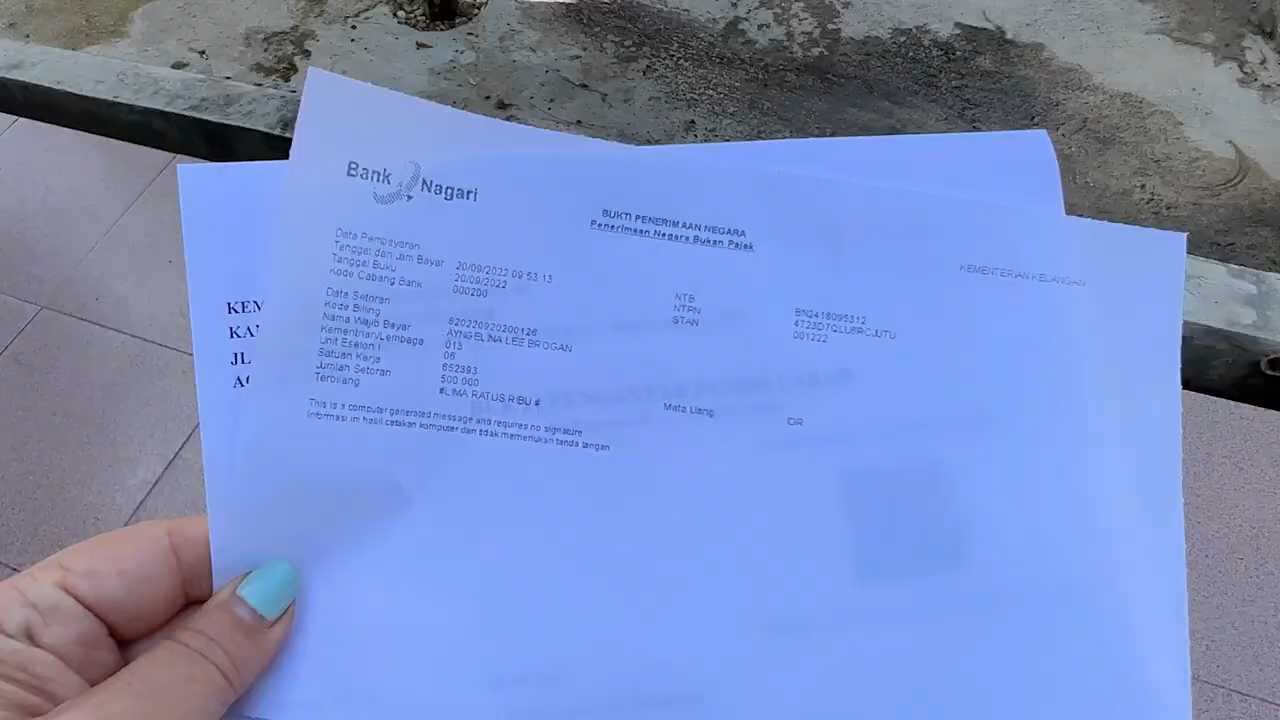 Bank Nagari
BUKTI PENERIMAAN NEGARA
Penerimaan Negara Bukan Pajak
KEMENTERIAN KEUANGAN
Data Pembayaran
Tanggal dan Jam Bayar : 20/09/2022 09:53:13
Tanggal Buku : 20/09/2022
Kode Cabang Bank : 000200
NTB BN2418095312
NTPN
STAN 001222
Data Setoran
Kode Billing : 820220920200126
Nama Wajib Bayar : AYNGELINA LEE BROGAN
Kementrian/Lembaga : 013
Unit Eselon I : 06
Satuan Kerja : 652393
Jumlah Setoran : 500.000
Mata Uang IDR
Terbilang : #LIMA RATUS RIBU #
This is a computer generated message and requires no signature
Informasi ini hasil cetakan komputer dan tidak memerlukan tanda tangan
KEM
KA
JL